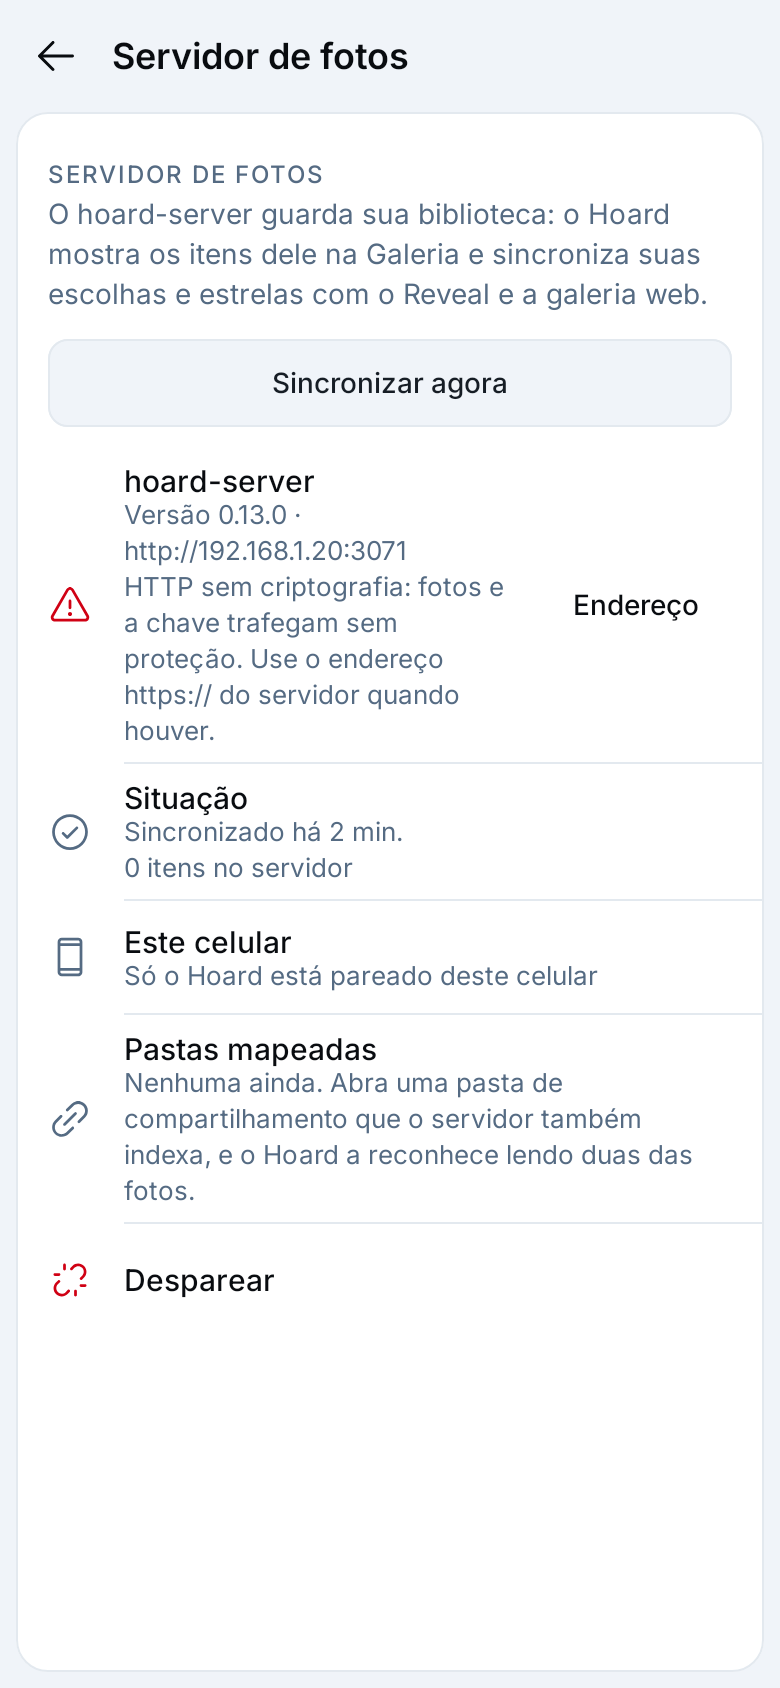 Servidor de fotos
SERVIDOR DE FOTOS
O hoard-server guarda sua biblioteca: o Hoard
mostra os itens dele na Galeria e sincroniza suas
escolhas e estrelas com o Reveal e a galeria web.
Sincronizar agora
hoard-server
Versão 0.13.0 ·
http://192.168.1.20:3071
HTTP sem criptografia: fotos e
a chave trafegam sem
proteção. Use o endereço
https:// do servidor quando
houver.
Endereço
Situação
Sincronizado há 2 min.
0 itens no servidor
Este celular
Só o Hoard está pareado deste celular
Pastas mapeadas
Nenhuma ainda. Abra uma pasta de
compartilhamento que o servidor também
indexa, e o Hoard a reconhece lendo duas das
fotos.
Desparear